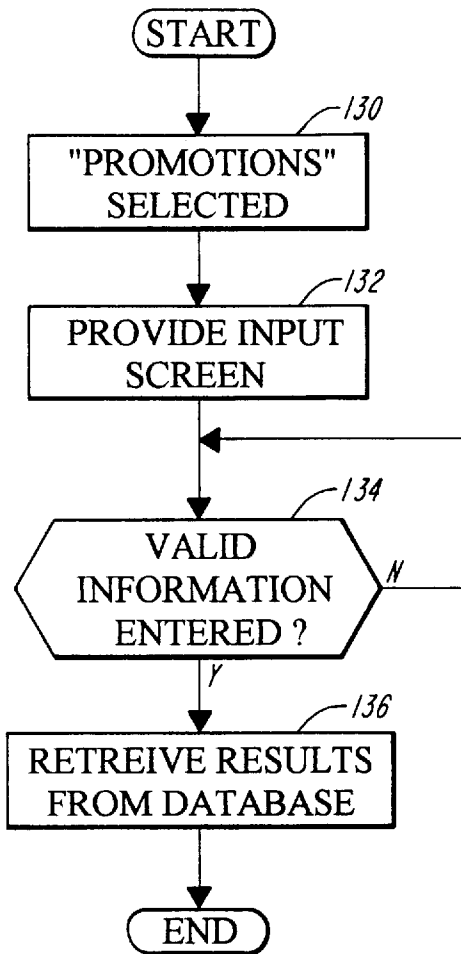 START
130
"PROMOTIONS"
SELECTED
132
PROVIDE INPUT
SCREEN
134
VALID
INFORMATION
ENTERED ?
N
Y
136
RETREIVE RESULTS
FROM DATABASE
END